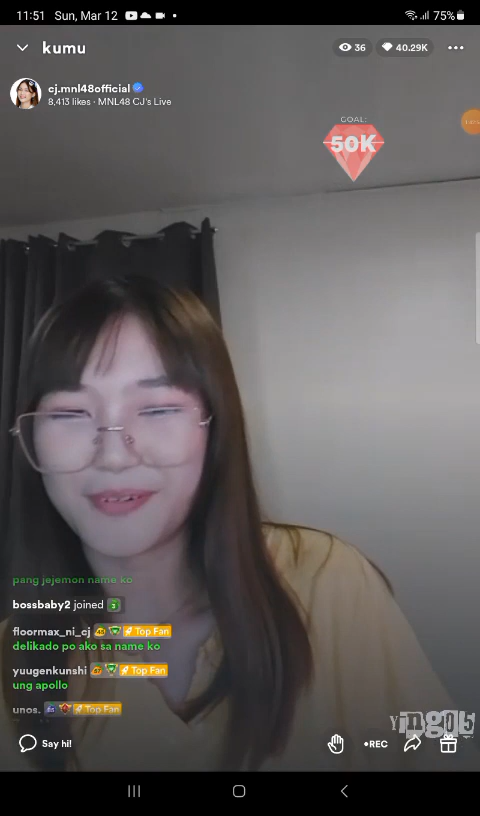 11:51 Sun, Mar 12 75%
kumu 36 40.29K
cj.mnl48official
8,413 likes · MNL48 CJ's Live
GOAL:
50K
pang jejemon name ko
bossbaby2 joined 3
floormax_ni_cj Top Fan
delikado po ako sa name ko
yuugenkunshi Top Fan
ung apollo
unos. Top Fan
Yingo15
Say hi! •REC